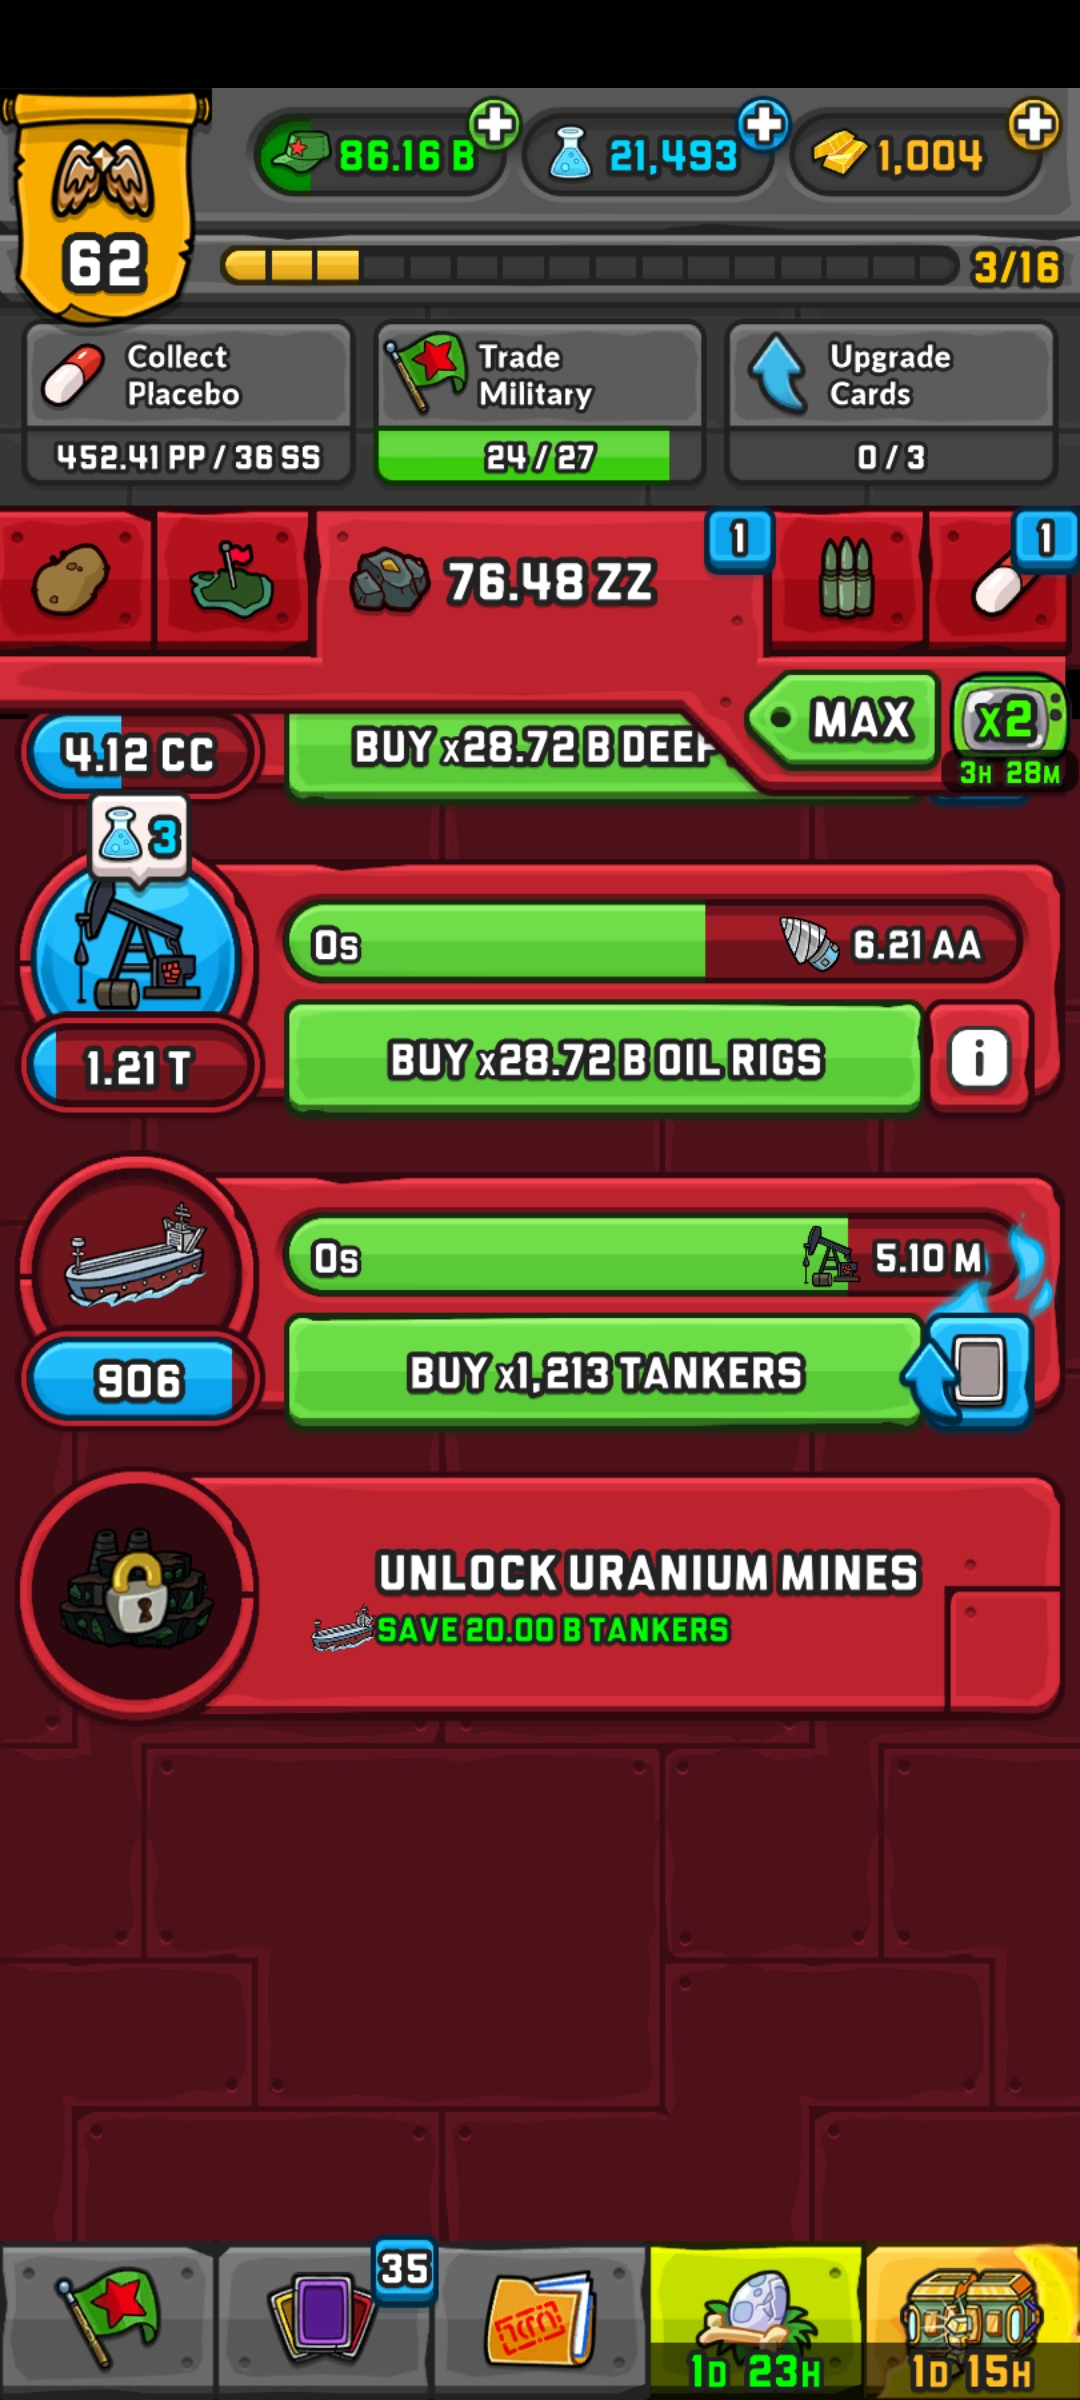 86.16 B
21,493
1,004
62
3/16
Collect
Placebo
452.41 PP / 36 SS
Trade
Military
24 / 27
Upgrade
Cards
0 / 3
76.48 ZZ
1
1
MAX
x2
3H 28M
4.12 CC
BUY x28.72 B DEEP
3
0s
6.21 AA
1.21 T
BUY x28.72 B OIL RIGS
i
0s
5.10 M
906
BUY x1,213 TANKERS
UNLOCK URANIUM MINES
SAVE 20.00 B TANKERS
35
1D 23H
1D 15H